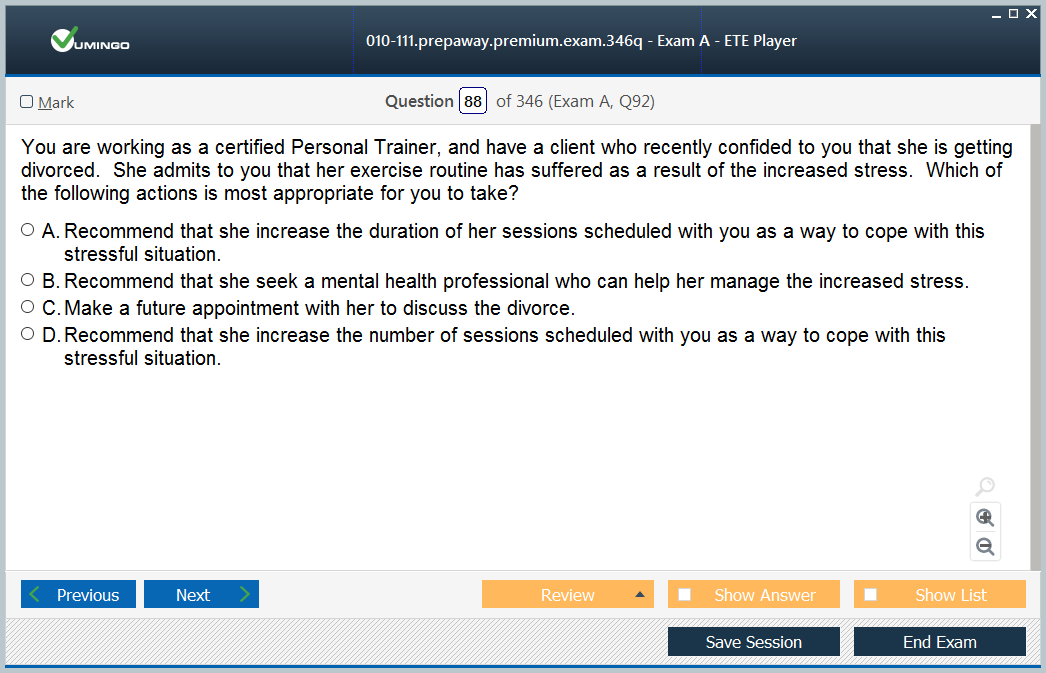 VUMINGO
010-111.prepaway.premium.exam.346q - Exam A - ETE Player
Mark
Question 88 of 346 (Exam A, Q92)
You are working as a certified Personal Trainer, and have a client who recently confided to you that she is getting
divorced. She admits to you that her exercise routine has suffered as a result of the increased stress. Which of
the following actions is most appropriate for you to take?
A. Recommend that she increase the duration of her sessions scheduled with you as a way to cope with this
stressful situation.
B. Recommend that she seek a mental health professional who can help her manage the increased stress.
C. Make a future appointment with her to discuss the divorce.
D. Recommend that she increase the number of sessions scheduled with you as a way to cope with this
stressful situation.
Previous
Next
Review
Show Answer
Show List
Save Session
End Exam